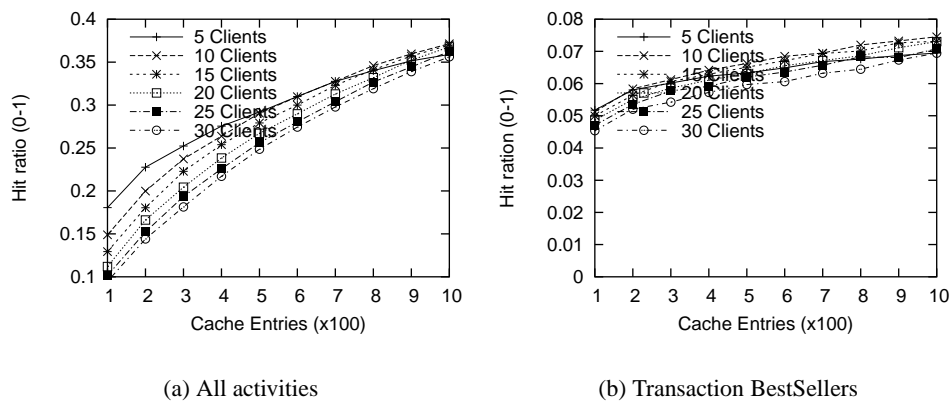 0.4
0.35
0.3
0.25
0.2
0.15
0.1
Hit ratio (0-1)
5 Clients
10 Clients
15 Clients
20 Clients
25 Clients
30 Clients
1 2 3 4 5 6 7 8 9 10
Cache Entries (x100)
(a) All activities
0.08
0.07
0.06
0.05
0.04
0.03
0.02
0.01
0
Hit ration (0-1)
5 Clients
10 Clients
15 Clients
20 Clients
25 Clients
30 Clients
1 2 3 4 5 6 7 8 9 10
Cache Entries (x100)
(b) Transaction BestSellers